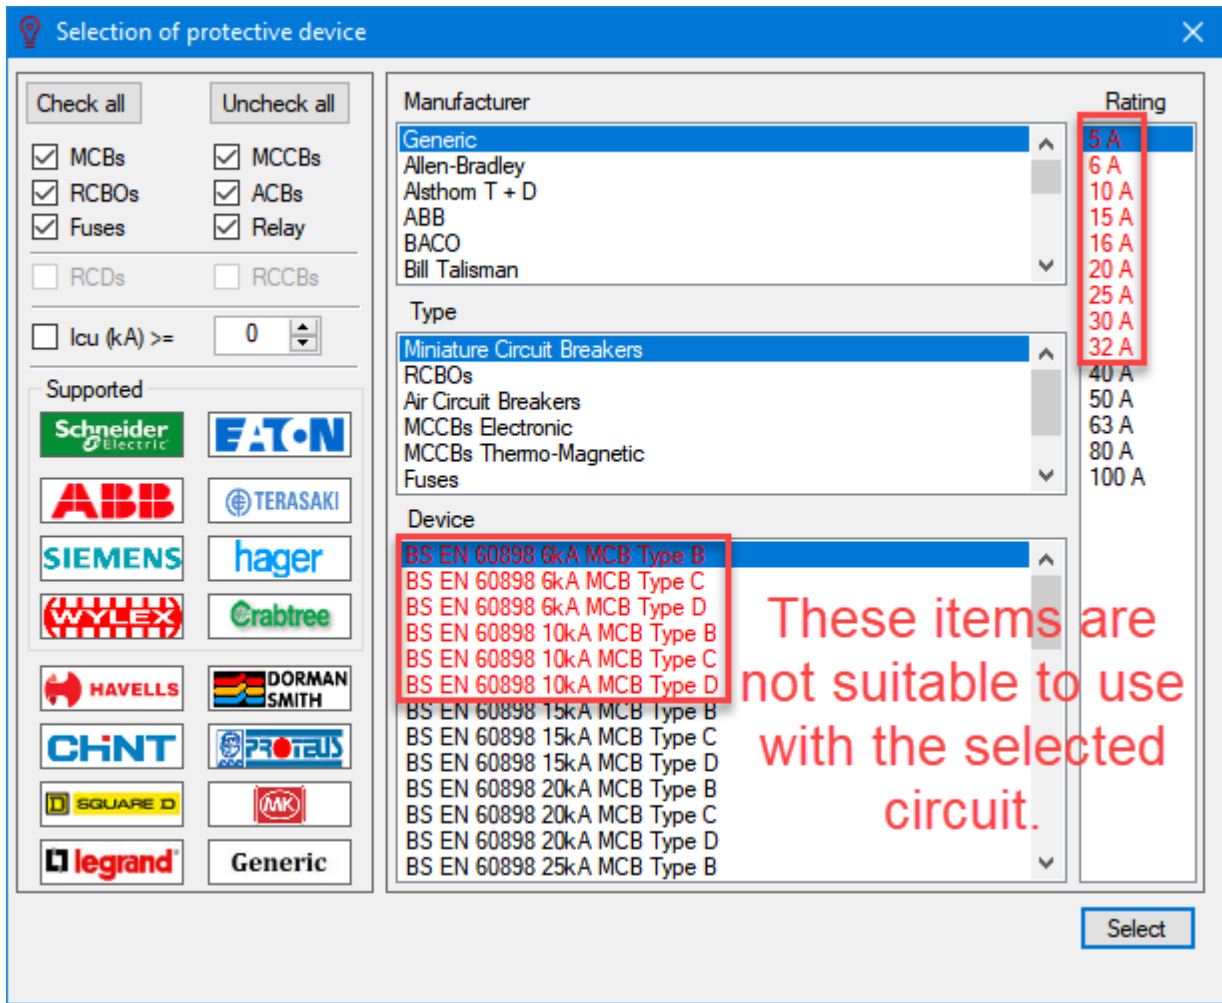 Selection of protective device
Check all
Uncheck all
MCBs
MCCBs
RCBOs
ACBs
Fuses
Relay
RCDs
RCCBs
Icu (kA) >=
0
Supported
Schneider
Electric
EATON
ABB
TERASAKI
SIEMENS
hager
WYLEX
Crabtree
HAVELLS
DORMAN
SMITH
CHiNT
PROTEUS
SQUARE D
MK
legrand
Generic
Manufacturer
Generic
Allen-Bradley
Alsthom T + D
ABB
BACO
Bill Talisman
Type
Miniature Circuit Breakers
RCBOs
Air Circuit Breakers
MCCBs Electronic
MCCBs Thermo-Magnetic
Fuses
Device
BS EN 60898 6kA MCB Type B
BS EN 60898 6kA MCB Type C
BS EN 60898 6kA MCB Type D
BS EN 60898 10kA MCB Type B
BS EN 60898 10kA MCB Type C
BS EN 60898 10kA MCB Type D
BS EN 60898 15kA MCB Type B
BS EN 60898 15kA MCB Type C
BS EN 60898 15kA MCB Type D
BS EN 60898 20kA MCB Type B
BS EN 60898 20kA MCB Type C
BS EN 60898 20kA MCB Type D
BS EN 60898 25kA MCB Type B
These items are
not suitable to use
with the selected
circuit.
Rating
5 A
6 A
10 A
15 A
16 A
20 A
25 A
30 A
32 A
40 A
50 A
63 A
80 A
100 A
Select